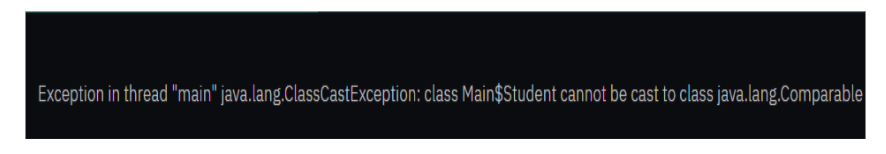 Exception in thread "main" java.lang.ClassCastException: class Main$Student cannot be cast to class java.lang.Comparable